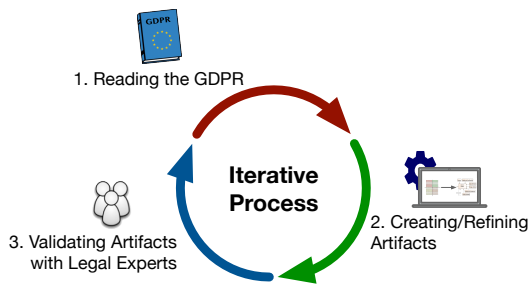 GDPR
1. Reading the GDPR
Iterative
Process
2. Creating/Refining
Artifacts
3. Validating Artifacts
with Legal Experts